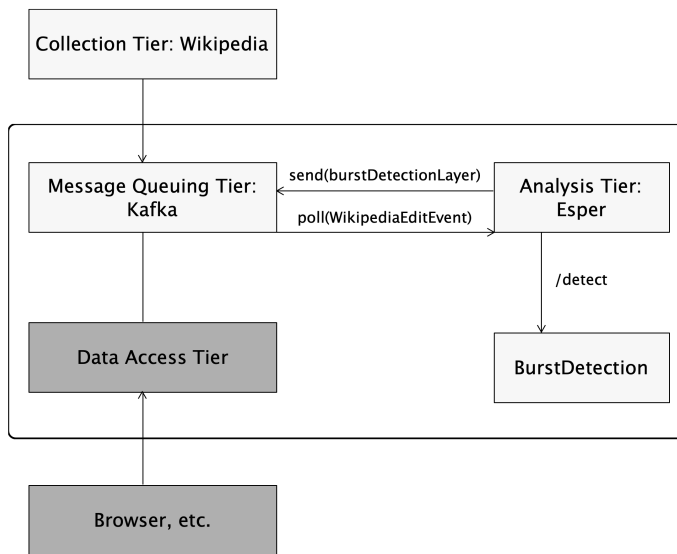 Collection Tier: Wikipedia
Message Queuing Tier:
Kafka
send(burstDetectionLayer)
poll(WikipediaEditEvent)
Analysis Tier:
Esper
/detect
Data Access Tier
BurstDetection
Browser, etc.